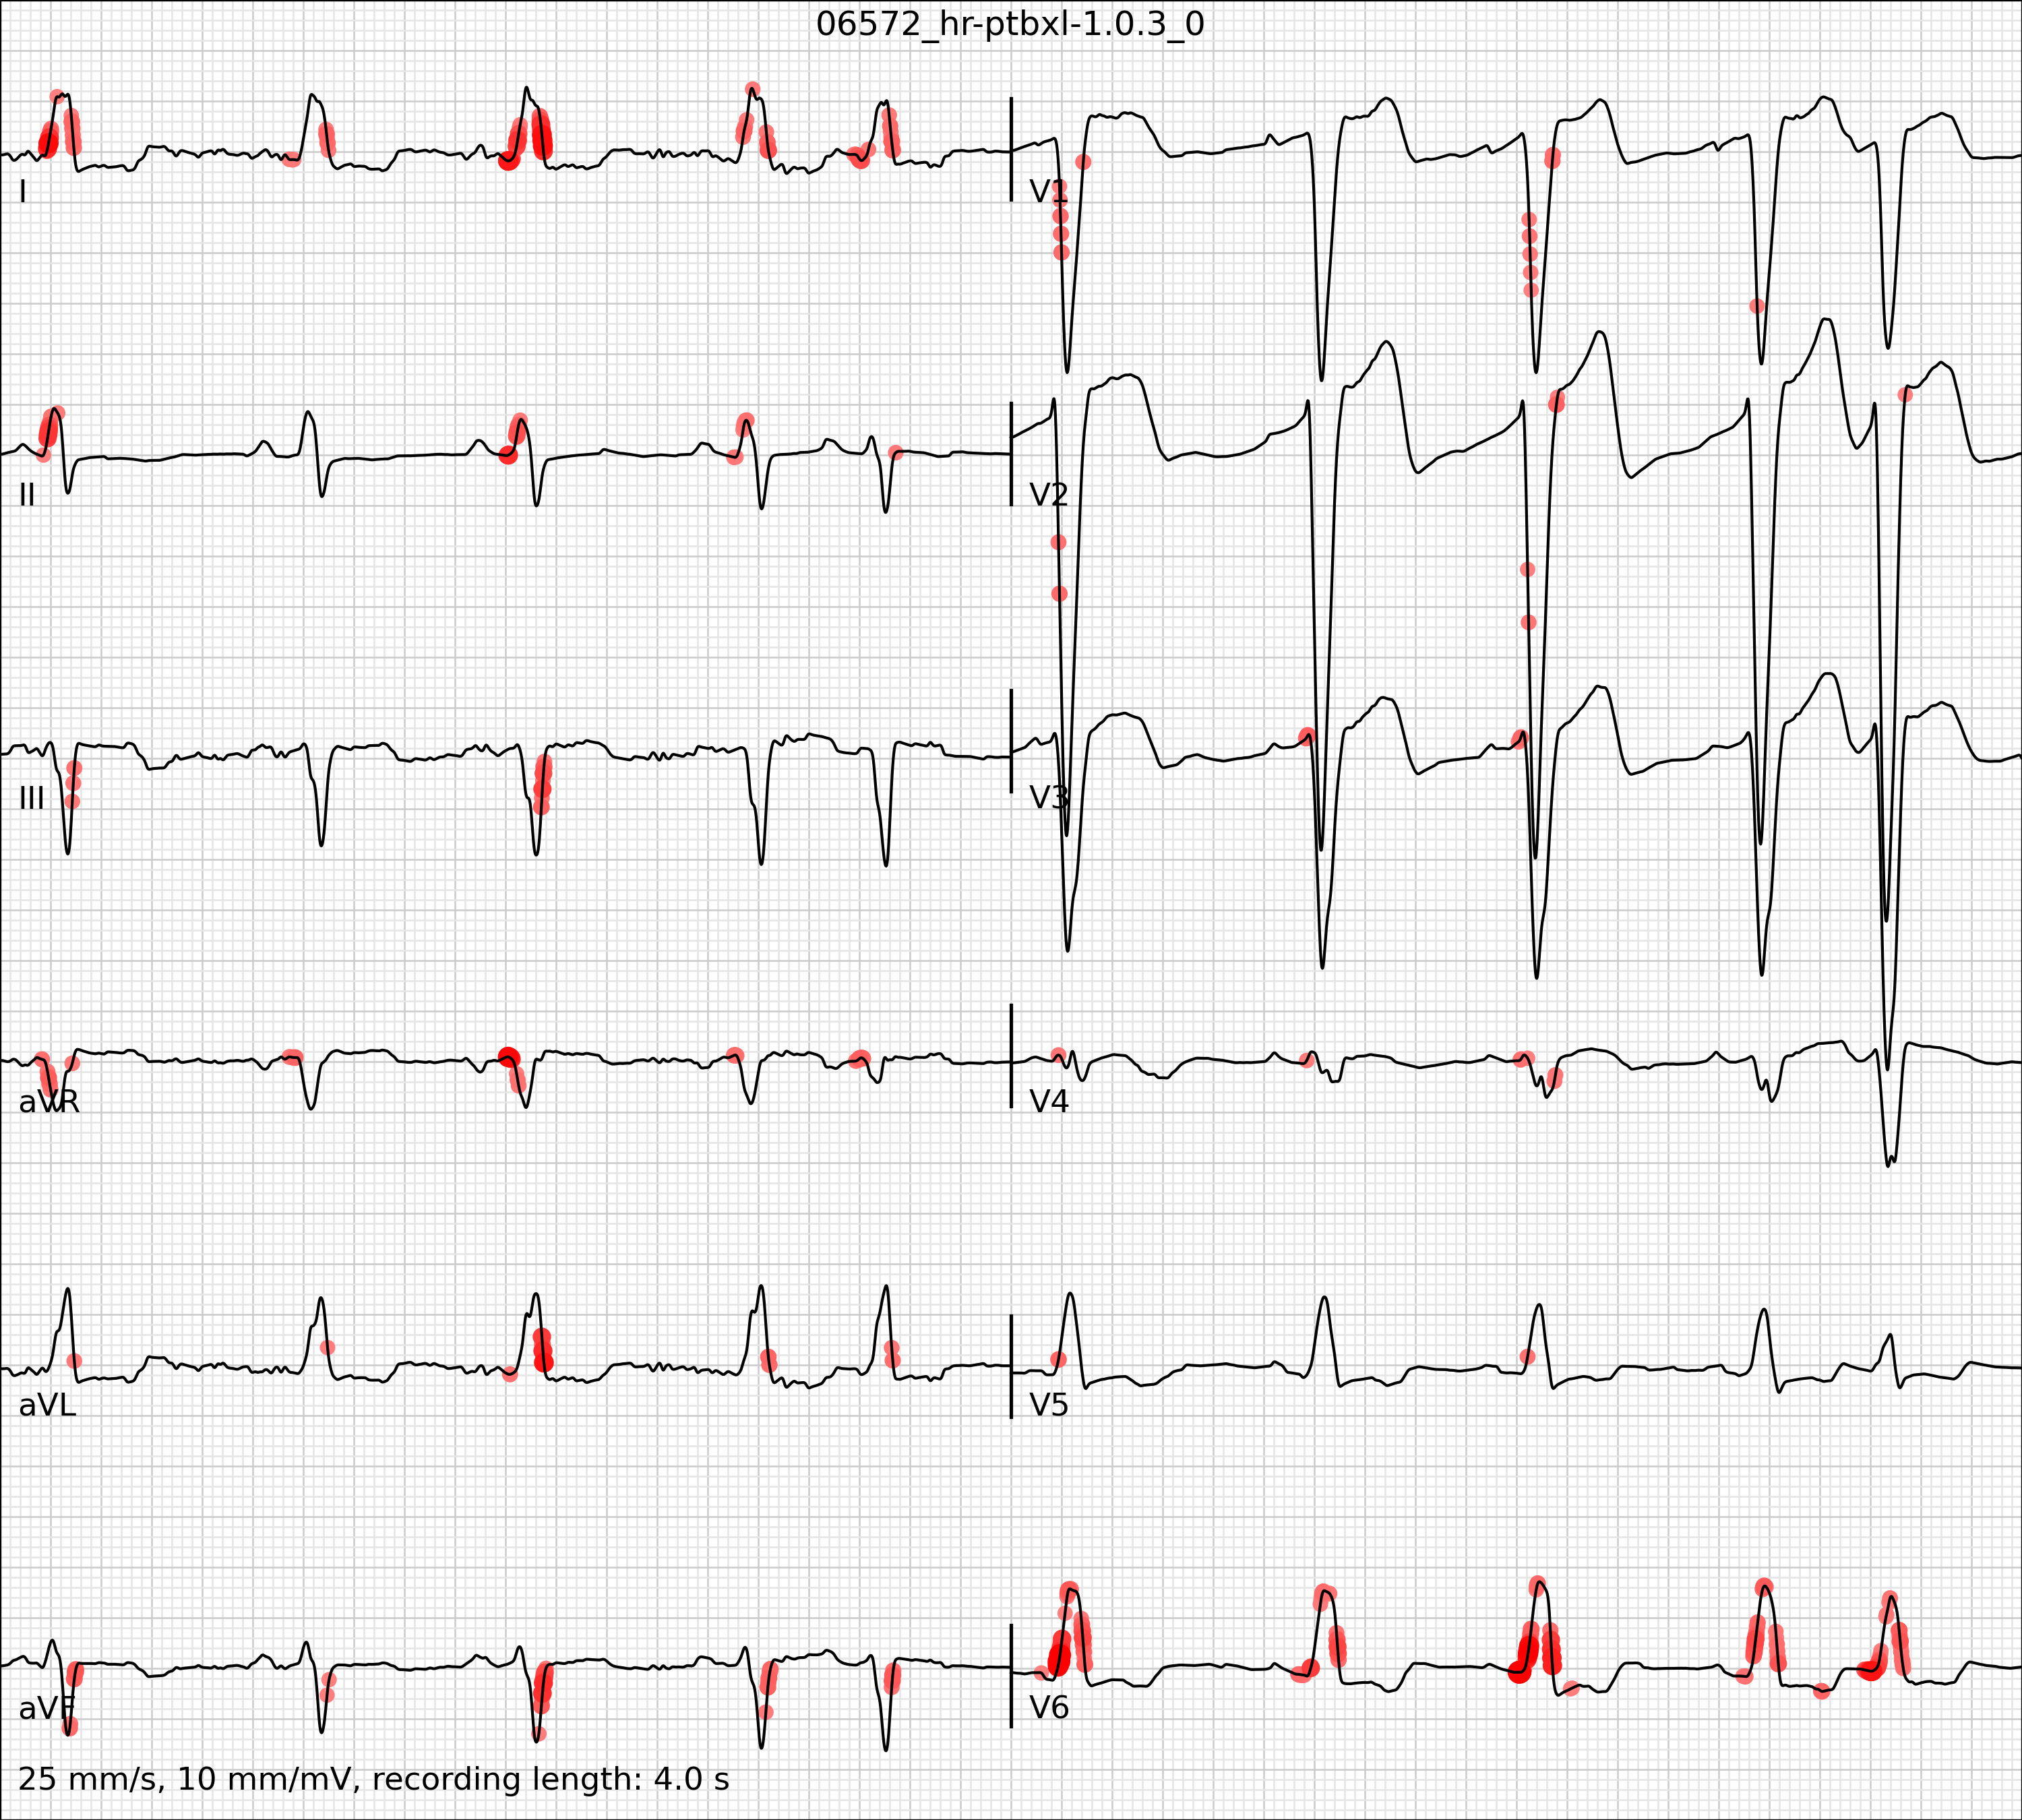 06572_hr-ptbxl-1.0.3_0
I
V1
II
V2
III
V3
aVR
V4
aVL
V5
aVF
V6
25 mm/s, 10 mm/mV, recording length: 4.0 s